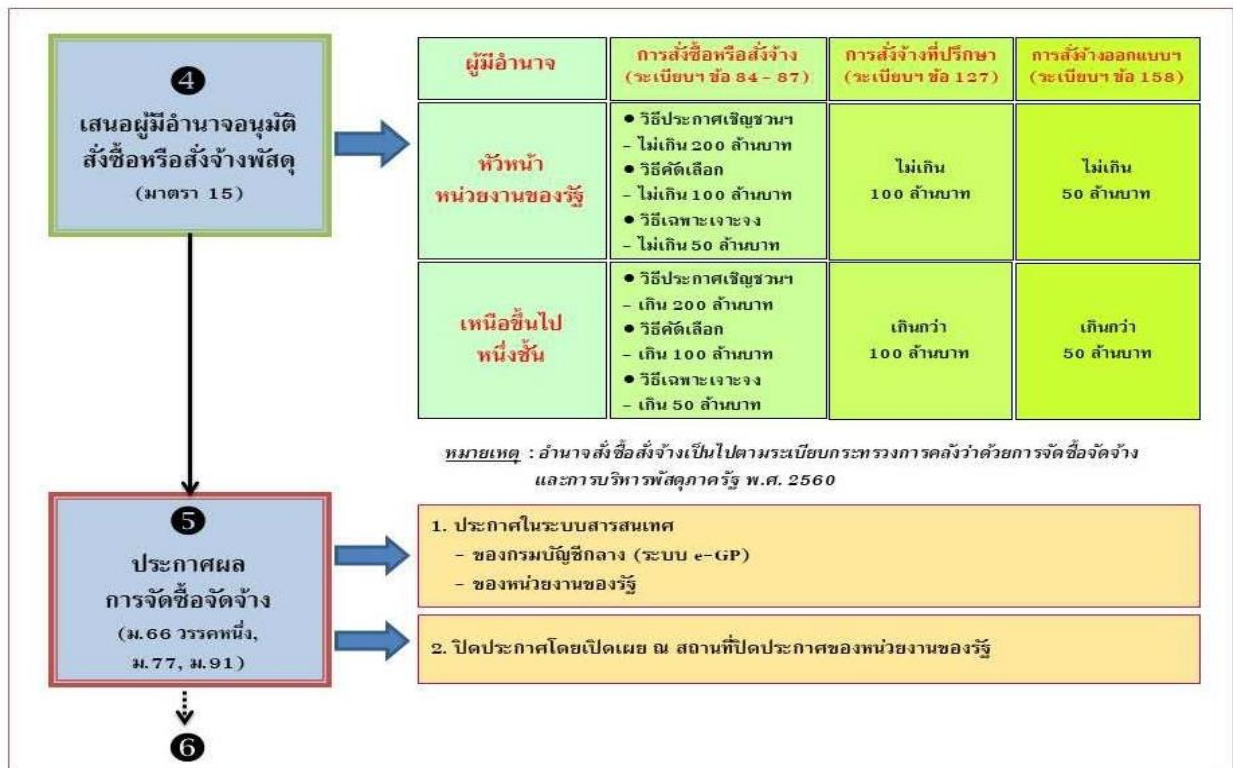 ❹
เสนอผู้มีอำนาจอนุมัติ
สั่งซื้อหรือสั่งจ้างพัสดุ
(มาตรา 15)
ผู้มีอำนาจ
การสั่งซื้อหรือสั่งจ้าง
(ระเบียบฯ ข้อ 84 - 87)
การสั่งจ้างที่ปรึกษา
(ระเบียบฯ ข้อ 127)
การสั่งจ้างออกแบบฯ
(ระเบียบฯ ข้อ 158)
หัวหน้า
หน่วยงานของรัฐ
● วิธีประกาศเชิญชวนฯ
- ไม่เกิน 200 ล้านบาท
● วิธีคัดเลือก
- ไม่เกิน 100 ล้านบาท
● วิธีเฉพาะเจาะจง
- ไม่เกิน 50 ล้านบาท
ไม่เกิน
100 ล้านบาท
ไม่เกิน
50 ล้านบาท
เหนือขึ้นไป
หนึ่งชั้น
● วิธีประกาศเชิญชวนฯ
- เกิน 200 ล้านบาท
● วิธีคัดเลือก
- เกิน 100 ล้านบาท
● วิธีเฉพาะเจาะจง
- เกิน 50 ล้านบาท
เกินกว่า
100 ล้านบาท
เกินกว่า
50 ล้านบาท
หมายเหตุ : อำนาจสั่งซื้อสั่งจ้างเป็นไปตามระเบียบกระทรวงการคลังว่าด้วยการจัดซื้อจัดจ้าง
และการบริหารพัสดุภาครัฐ พ.ศ. 2560
❺
ประกาศผล
การจัดซื้อจัดจ้าง
(ม.66 วรรคหนึ่ง,
ม.77, ม.91)
1. ประกาศในระบบสารสนเทศ
- ของกรมบัญชีกลาง (ระบบ e-GP)
- ของหน่วยงานของรัฐ
2. ปิดประกาศโดยเปิดเผย ณ สถานที่ปิดประกาศของหน่วยงานของรัฐ
❻